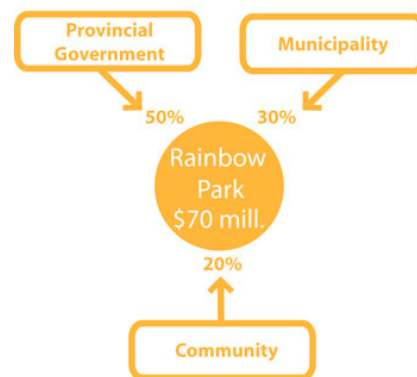 Provincial
Government
Municipality
50%
30%
Rainbow
Park
$70 mill.
20%
Community